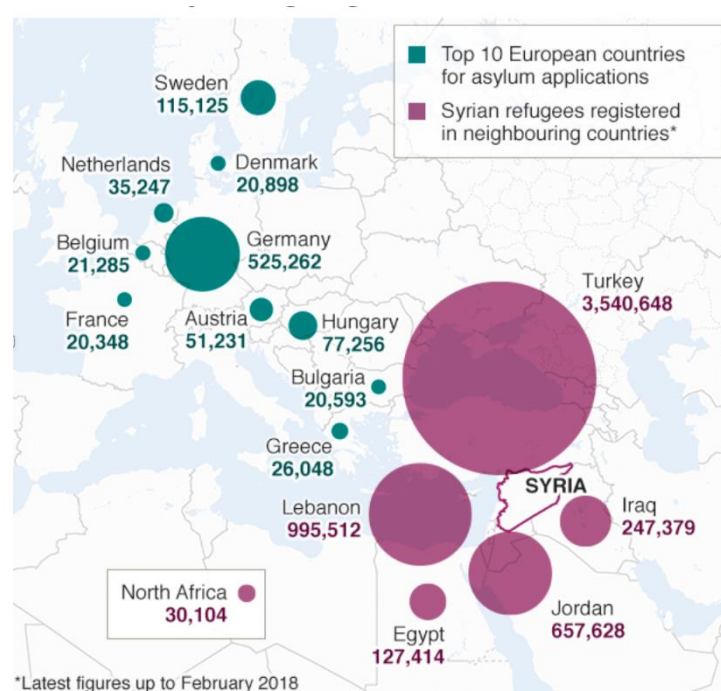 Top 10 European countries
for asylum applications
Syrian refugees registered
in neighbouring countries*
Sweden
115,125
Netherlands
35,247
Denmark
20,898
Belgium
21,285
Germany
525,262
France
20,348
Austria
51,231
Hungary
77,256
Bulgaria
20,593
Greece
26,048
Turkey
3,540,648
SYRIA
Lebanon
995,512
Iraq
247,379
North Africa
30,104
Egypt
127,414
Jordan
657,628
*Latest figures up to February 2018